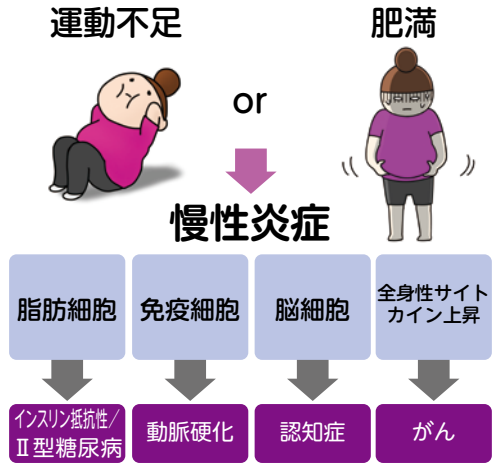 運動不足
肥満
or
慢性炎症
脂肪細胞
免疫細胞
脳細胞
全身性サイト
カイン上昇
インスリン抵抗性/
Ⅱ型糖尿病
動脈硬化
認知症
がん